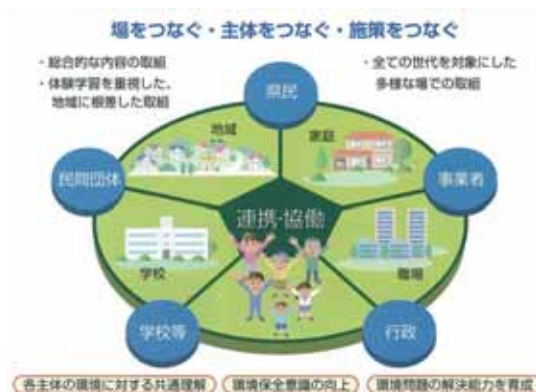 場をつなぐ・主体をつなぐ・施策をつなぐ
・総合的な内容の取組
・体験学習を重視した、
地域に根差した取組
・全ての世代を対象にした
多様な場での取組
県民
地域
家庭
民間団体
事業者
連携・協働
学校
職場
学校等
行政
各主体の環境に対する共通理解
環境保全意識の向上
環境問題の解決能力を育成